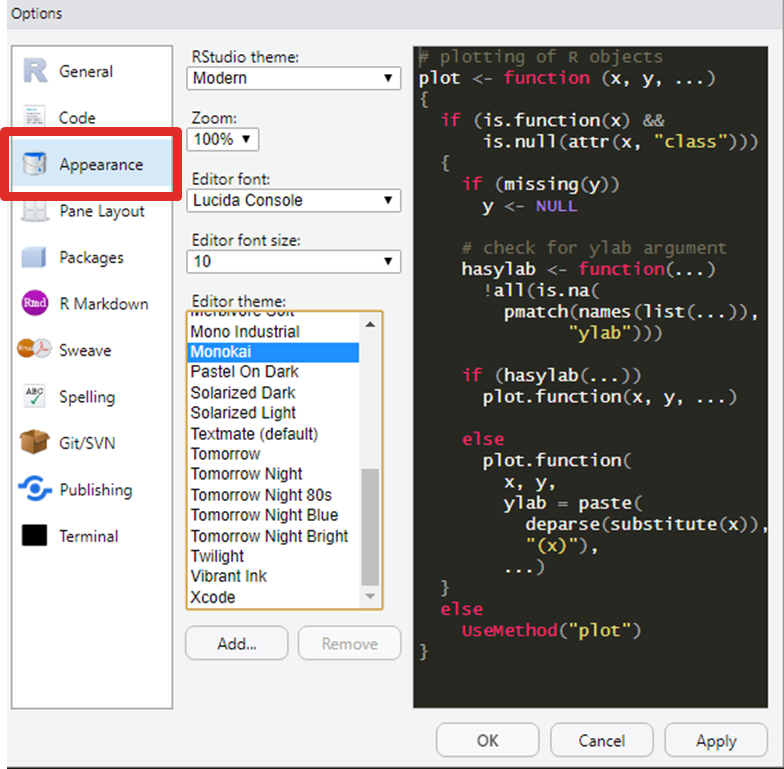 Options
R General
Code
Appearance
Pane Layout
Packages
Rmd R Markdown
Sweave
ABC Spelling
Git/SVN
Publishing
Terminal
RStudio theme:
Modern
Zoom:
100%
Editor font:
Lucida Console
Editor font size:
10
Editor theme:
Merbivore Soft
Mono Industrial
Monokai
Pastel On Dark
Solarized Dark
Solarized Light
Textmate (default)
Tomorrow
Tomorrow Night
Tomorrow Night 80s
Tomorrow Night Blue
Tomorrow Night Bright
Twilight
Vibrant Ink
Xcode
Add... Remove
# plotting of R objects
plot <- function (x, y, ...)
{
  if (is.function(x) &&
      is.null(attr(x, "class")))
  {
    if (missing(y))
      y <- NULL

    # check for ylab argument
    hasylab <- function(...)
      !all(is.na(
        pmatch(names(list(...)),
              "ylab")))

    if (hasylab(...))
      plot.function(x, y, ...)

    else
      plot.function(
        x, y,
        ylab = paste(
          deparse(substitute(x)),
          "(x)"),
        ...)
  }
  else
    UseMethod("plot")
}
OK Cancel Apply